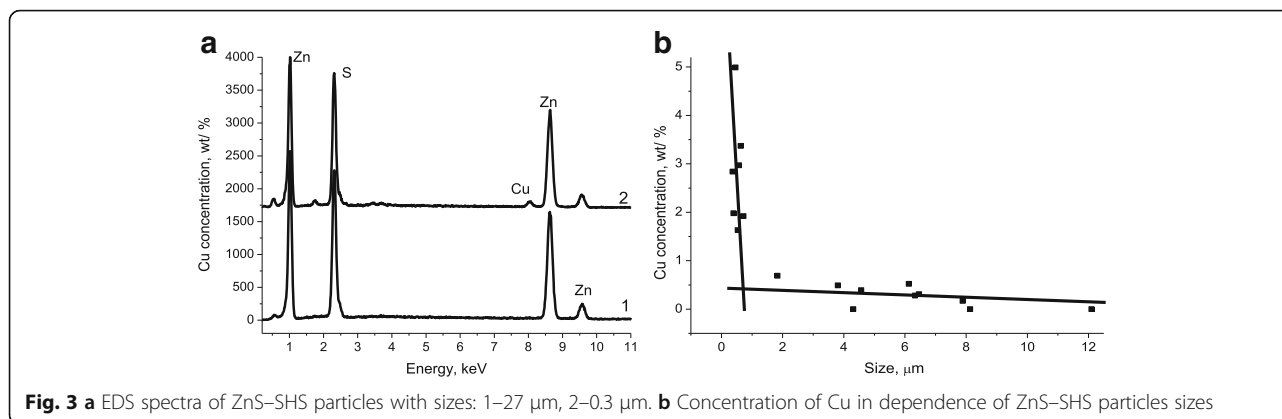 a
Zn
S
Zn
Cu
2
Zn
1
4000
3500
3000
2500
2000
1500
1000
500
0
Cu concentration, wt/ %
1 2 3 4 5 6 7 8 9 10 11
Energy, keV
b
5
4
3
2
1
0
Cu concentration, wt/ %
0 2 4 6 8 10 12
Size, μm
Fig. 3 a EDS spectra of ZnS–SHS particles with sizes: 1–27 μm, 2–0.3 μm. b Concentration of Cu in dependence of ZnS–SHS particles sizes